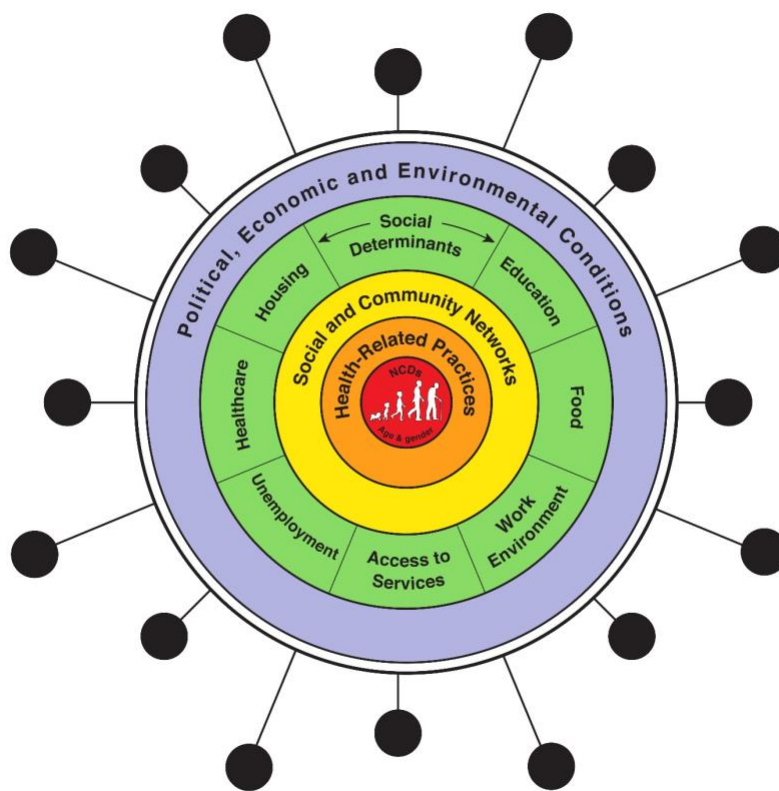 Political, Economic and Environmental Conditions
Social
Determinants
Housing
Education
Healthcare
Food
Unemployment
Work
Environment
Access to
Services
Social and Community Networks
Health-Related Practices
NCDs
Age & gender